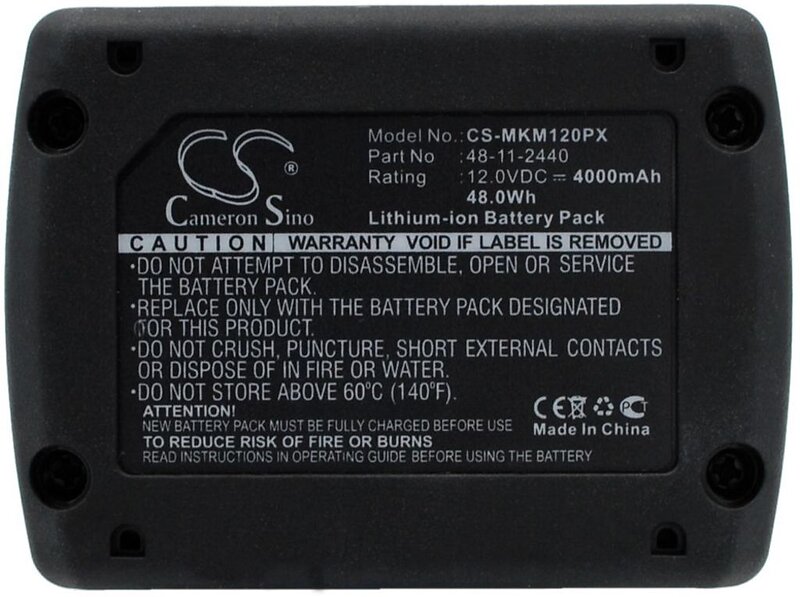 CS
®
Cameron Sino
Model No.: CS-MKM120PX
Part No : 48-11-2440
Rating : 12.0VDC ⎓ 4000mAh
48.0Wh
Lithium-ion Battery Pack
CAUTION WARRANTY VOID IF LABEL IS REMOVED
•DO NOT ATTEMPT TO DISASSEMBLE, OPEN OR SERVICE
THE BATTERY PACK.
•REPLACE ONLY WITH THE BATTERY PACK DESIGNATED
FOR THIS PRODUCT.
•DO NOT CRUSH, PUNCTURE, SHORT EXTERNAL CONTACTS
OR DISPOSE OF IN FIRE OR WATER.
•DO NOT STORE ABOVE 60°C (140°F).
ATTENTION!
NEW BATTERY PACK MUST BE FULLY CHARGED BEFORE USE
TO REDUCE RISK OF FIRE OR BURNS
READ INSTRUCTIONS IN OPERATING GUIDE BEFORE USING BATTERY
CE PCT
Made In China